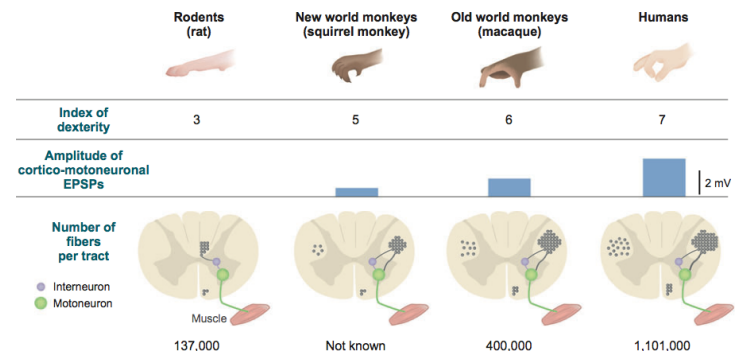 Rodents
(rat)
New world monkeys
(squirrel monkey)
Old world monkeys
(macaque)
Humans
Index of
dexterity
3
5
6
7
Amplitude of
cortico-motoneuronal
EPSPs
2 mV
Number of
fibers
per tract
Interneuron
Motoneuron
Muscle
137,000
Not known
400,000
1,101,000